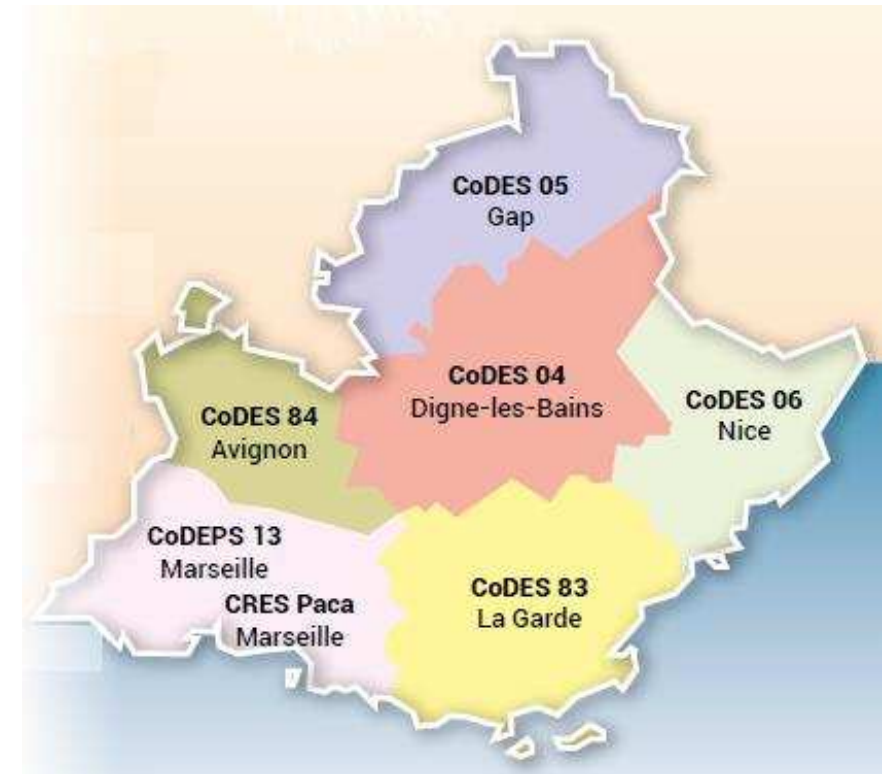 CoDES 05
Gap
CoDES 04
Digne-les-Bains
CoDES 06
Nice
CoDES 84
Avignon
CoDEPS 13
Marseille
CRES Paca
Marseille
CoDES 83
La Garde